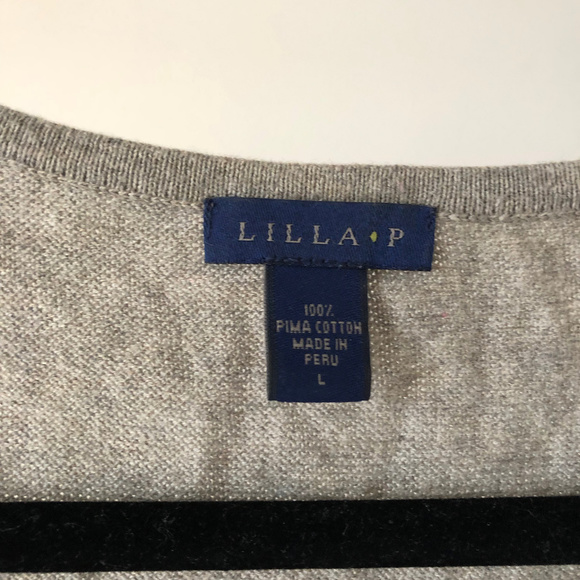 LILLA•P
100%
PIMA COTTON
MADE IN
PERU
L